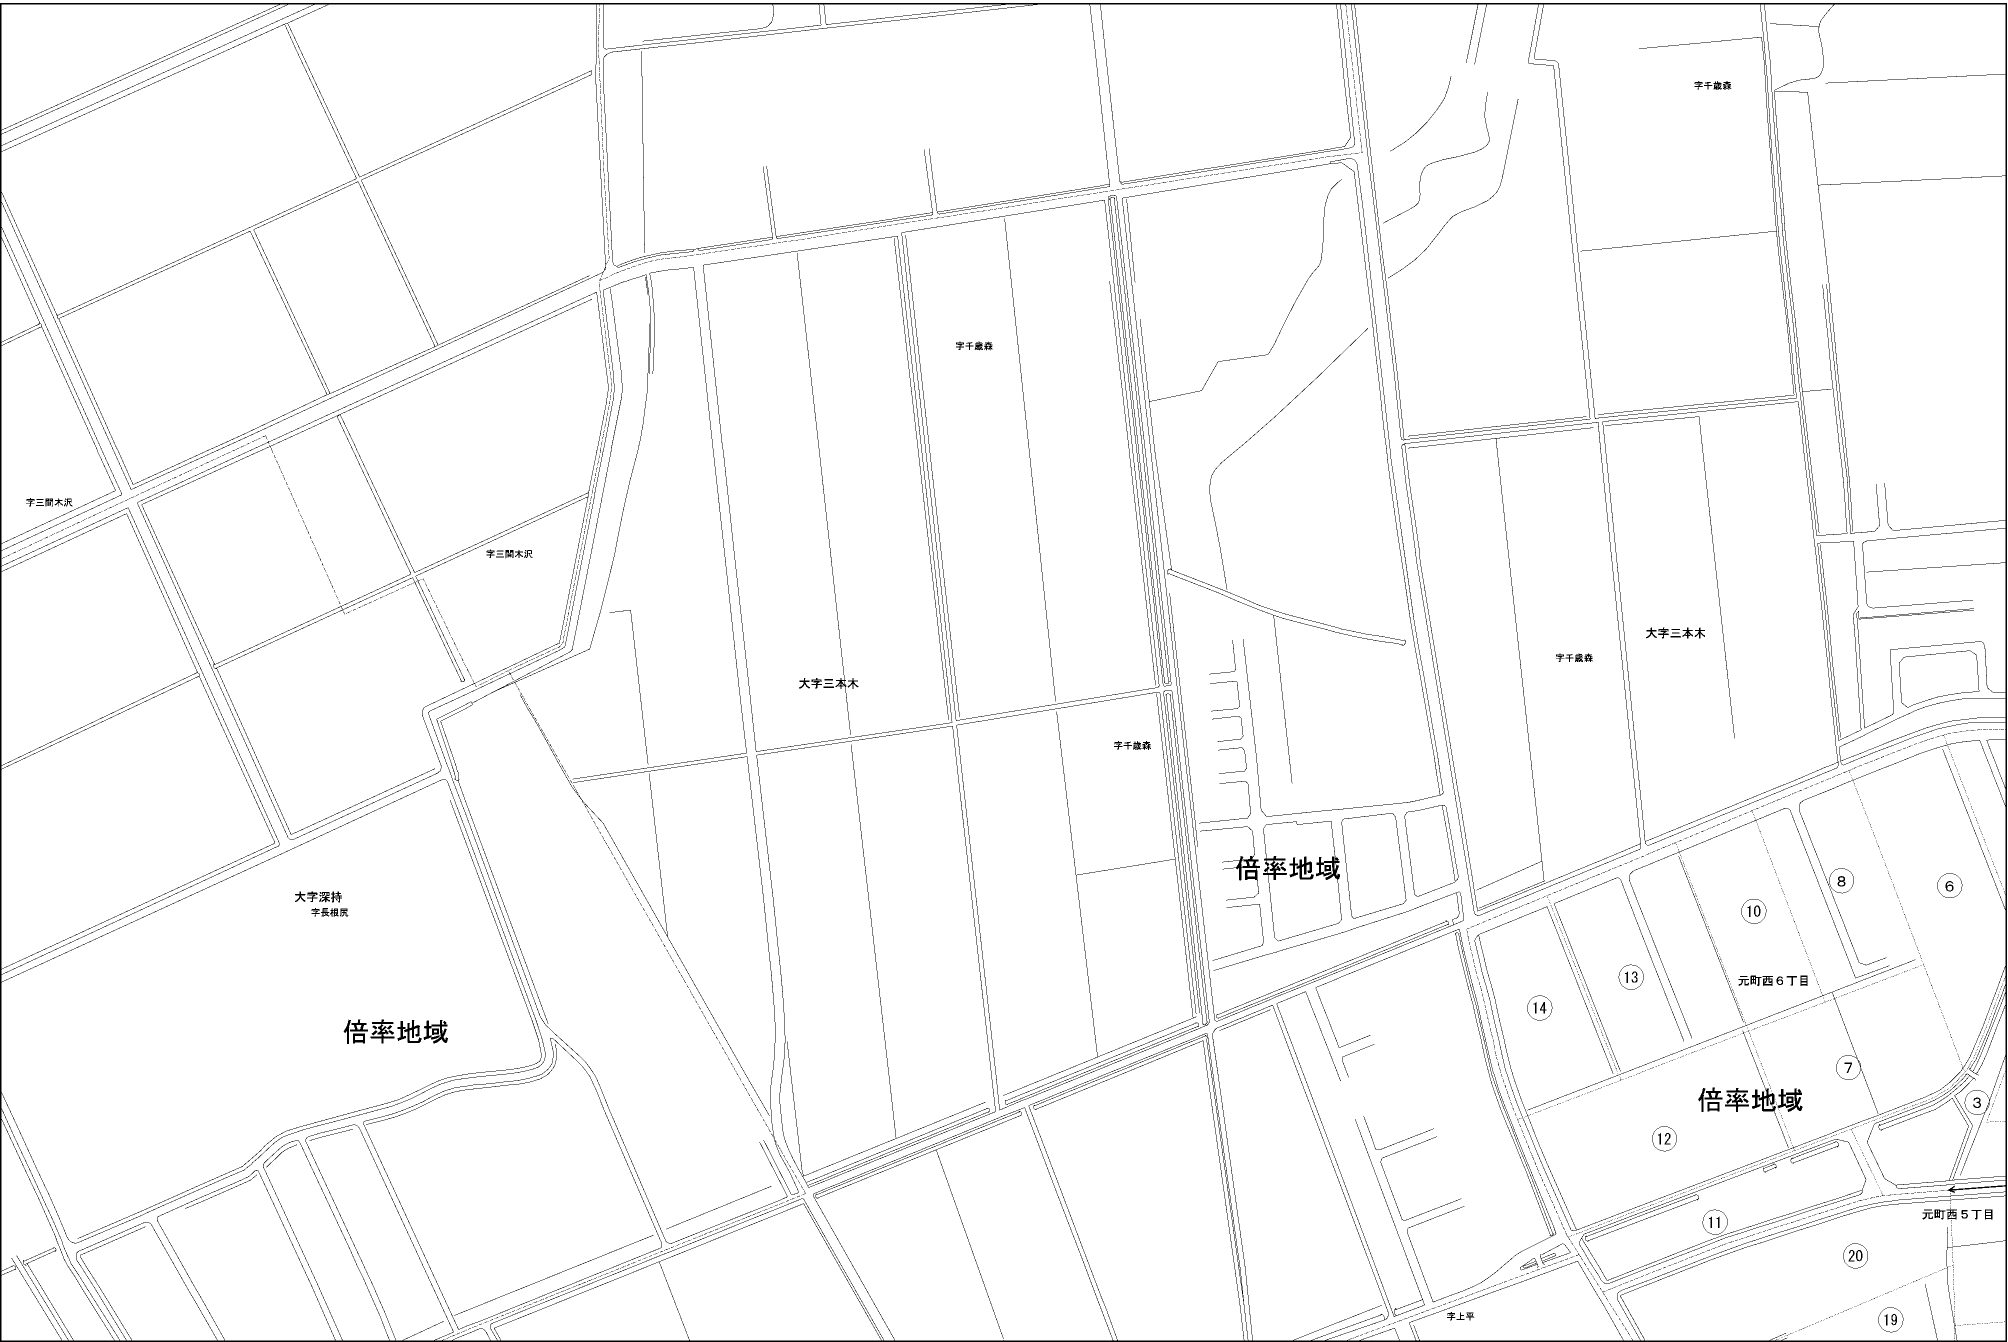 字千歳森
字千歳森
字三間木沢
字三間木沢
大字三本木
字千歳森
大字三本木
字千歳森
倍率地域
⑧
⑥
大字深持
字長根尻
⑩
⑬
元町西６丁目
⑭
倍率地域
⑦
倍率地域
③
⑫
⑪
元町西５丁目
⑳
字上平
⑲